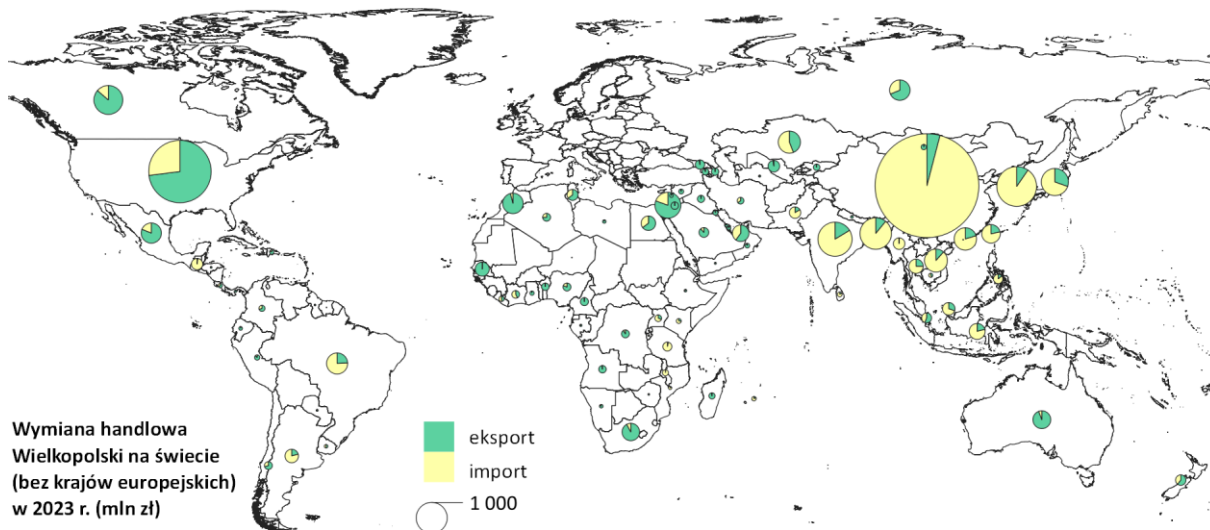 Wymiana handlowa
Wielkopolski na świecie
(bez krajów europejskich)
w 2023 r. (mln zł)
eksport
import
1 000